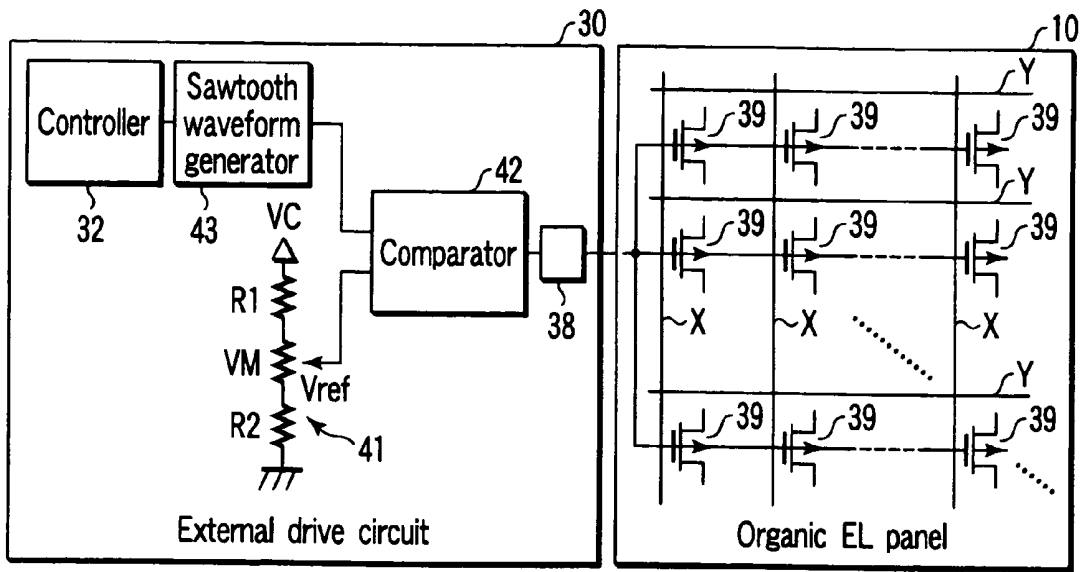 30
10
Controller
Sawtooth
waveform
generator
32
43
VC
R1
VM
Vref
R2
41
42
Comparator
38
External drive circuit
Y
39
39
39
Y
39
39
39
X
X
X
Y
39
39
39
Organic EL panel